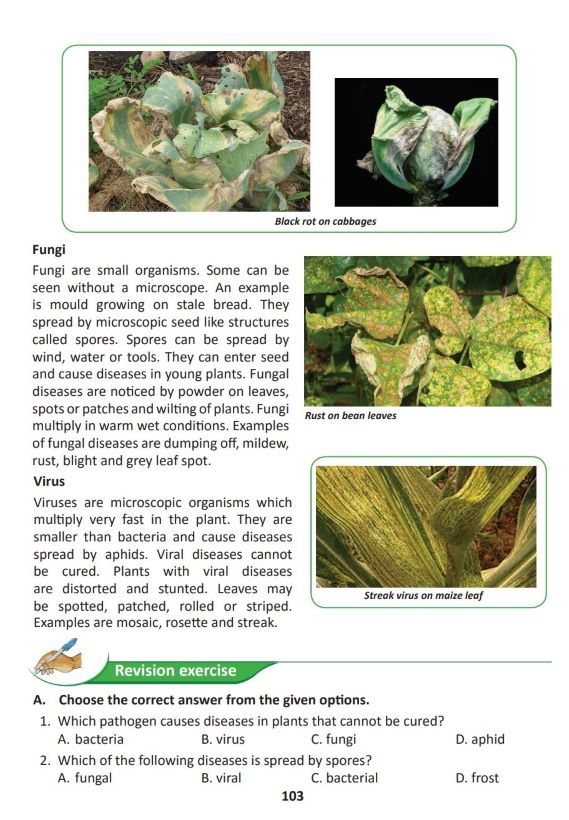 Black rot on cabbages
Fungi
Fungi are small organisms. Some can be
seen without a microscope. An example
is mould growing on stale bread. They
spread by microscopic seed like structures
called spores. Spores can be spread by
wind, water or tools. They can enter seed
and cause diseases in young plants. Fungal
diseases are noticed by powder on leaves,
spots or patches and wilting of plants. Fungi
multiply in warm wet conditions. Examples
of fungal diseases are dumping off, mildew,
rust, blight and grey leaf spot.
Rust on bean leaves
Virus
Viruses are microscopic organisms which
multiply very fast in the plant. They are
smaller than bacteria and cause diseases
spread by aphids. Viral diseases cannot
be cured. Plants with viral diseases
are distorted and stunted. Leaves may
be spotted, patched, rolled or striped.
Examples are mosaic, rosette and streak.
Streak virus on maize leaf
Revision exercise
A. Choose the correct answer from the given options.
1. Which pathogen causes diseases in plants that cannot be cured?
A. bacteria B. virus C. fungi D. aphid
2. Which of the following diseases is spread by spores?
A. fungal B. viral C. bacterial D. frost
103